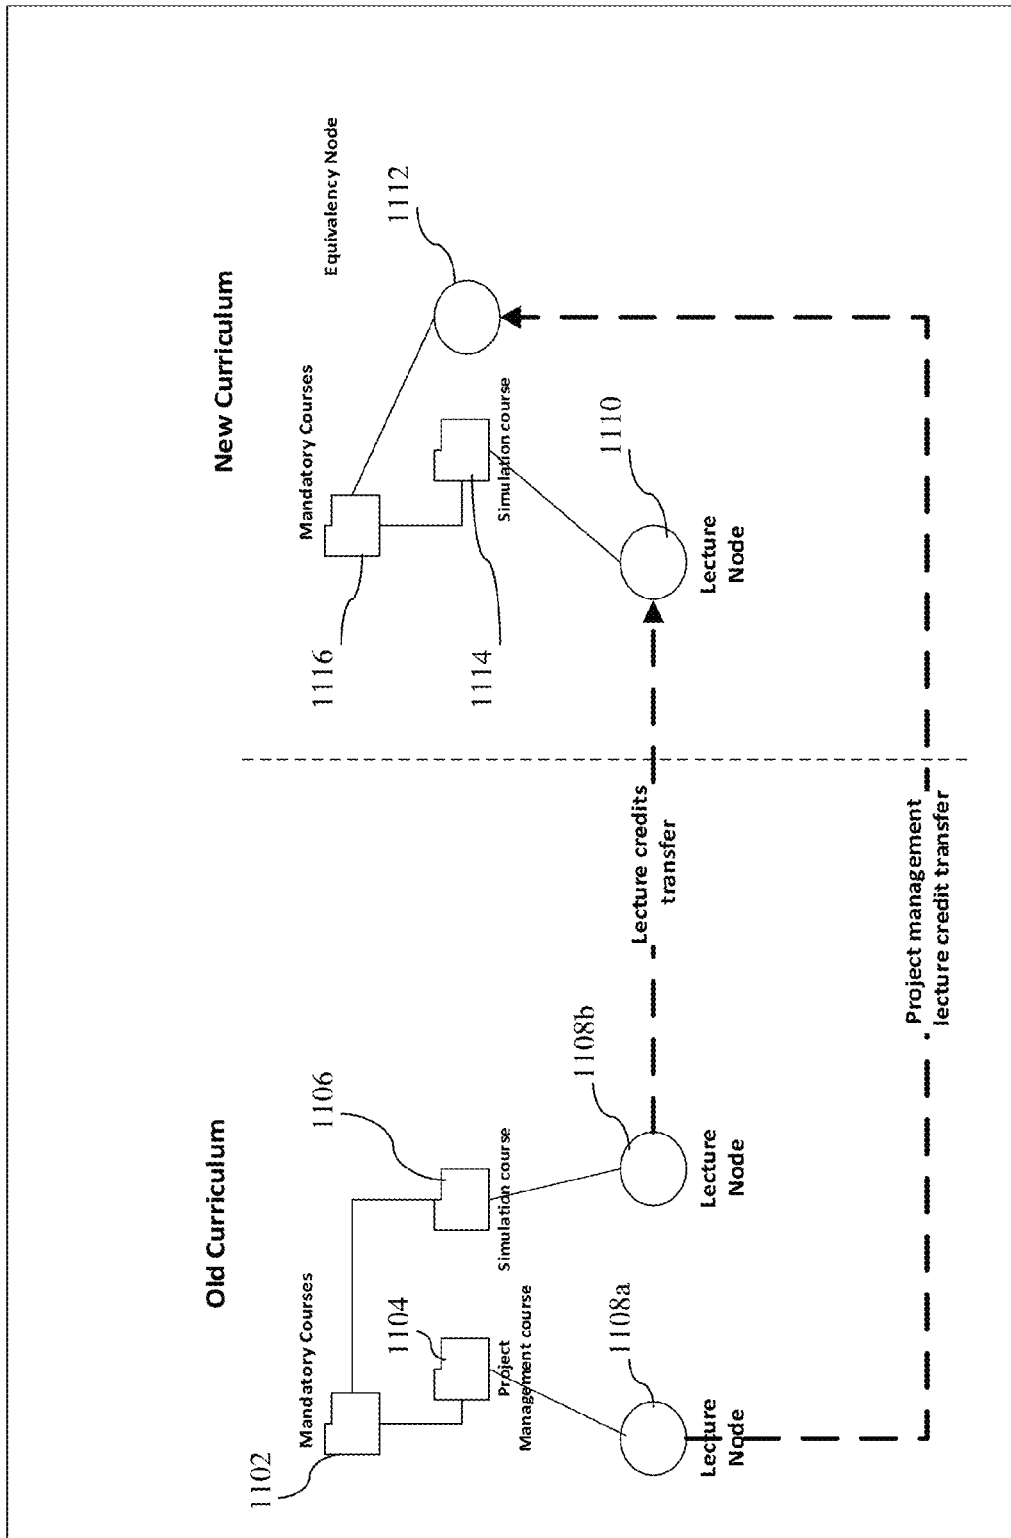 Old Curriculum
New Curriculum
Mandatory Courses
1102
1104
Project
Management course
1106
Simulation course
1108a
Lecture
Node
1108b
Lecture
Node
Lecture credits
transfer
Project management
lecture credit transfer
Mandatory Courses
1116
1114
Simulation course
1110
Lecture
Node
Equivalency Node
1112